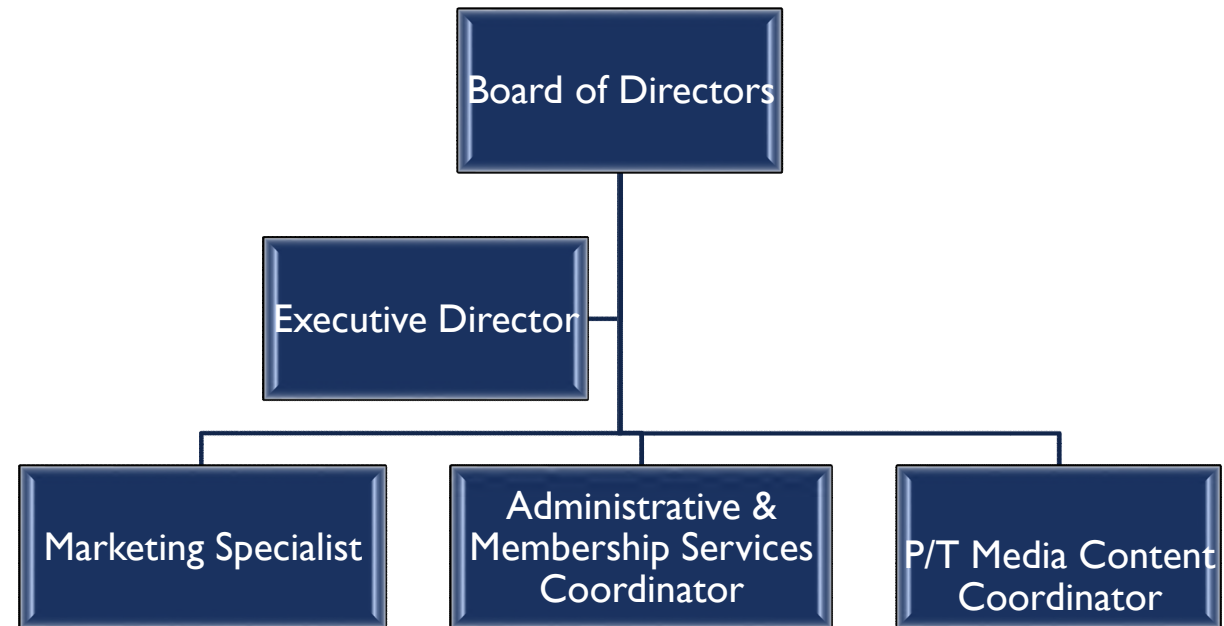 Board of Directors
Executive Director
Marketing Specialist
Administrative &
Membership Services
Coordinator
P/T Media Content
Coordinator